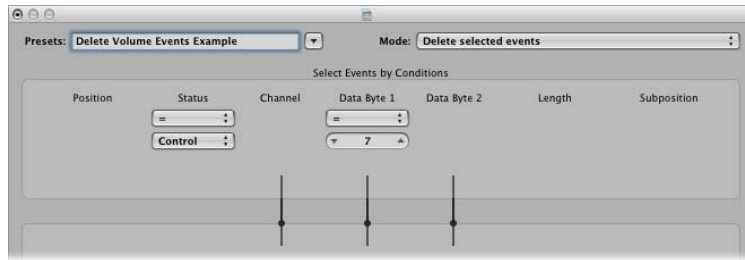 Presets: Delete Volume Events Example Mode: Delete selected events
Select Events by Conditions
Position Status Channel Data Byte 1 Data Byte 2 Length Subposition
= =
Control 7